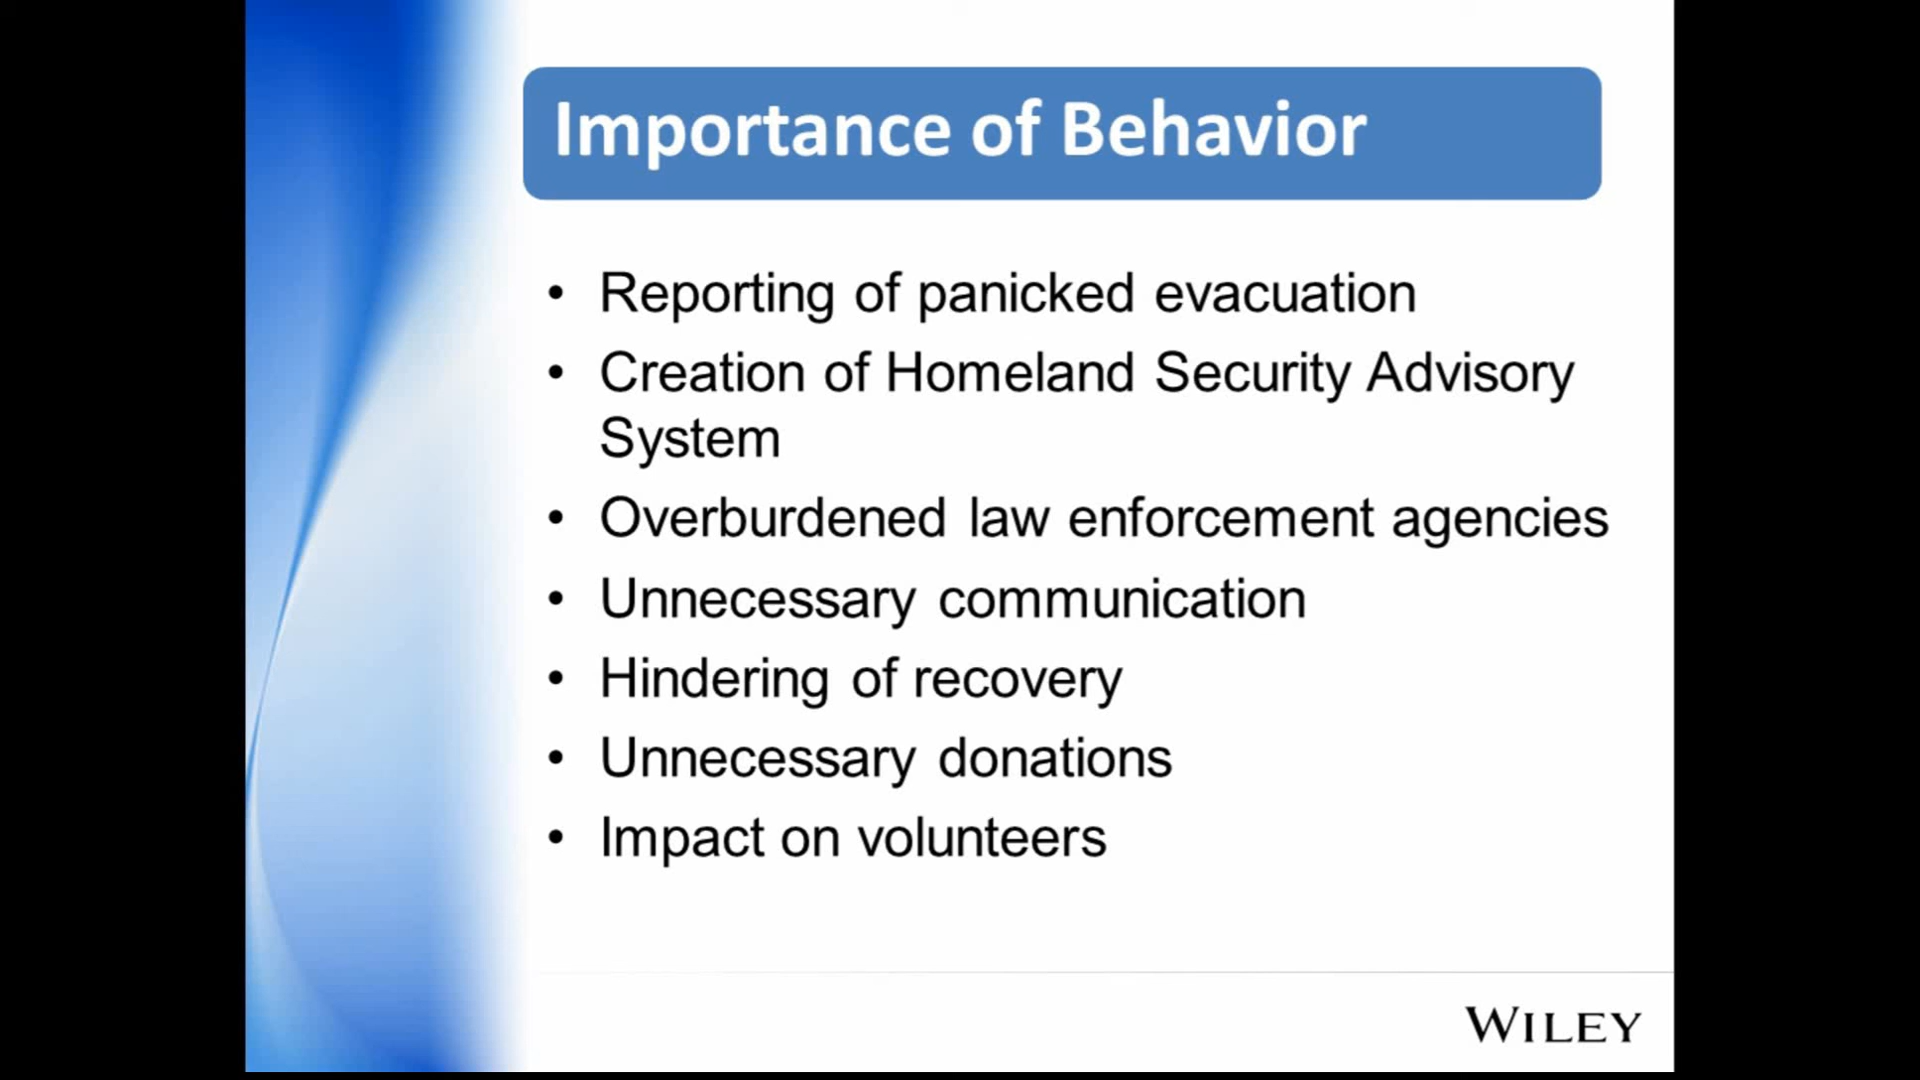 Importance of Behavior
• Reporting of panicked evacuation
• Creation of Homeland Security Advisory
System
• Overburdened law enforcement agencies
• Unnecessary communication
• Hindering of recovery
• Unnecessary donations
• Impact on volunteers
WILEY